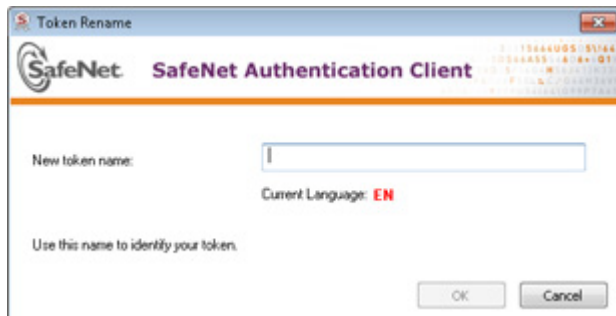 Token Rename
SafeNet. SafeNet Authentication Client
New token name:
Current Language: EN
Use this name to identify your token.
OK Cancel